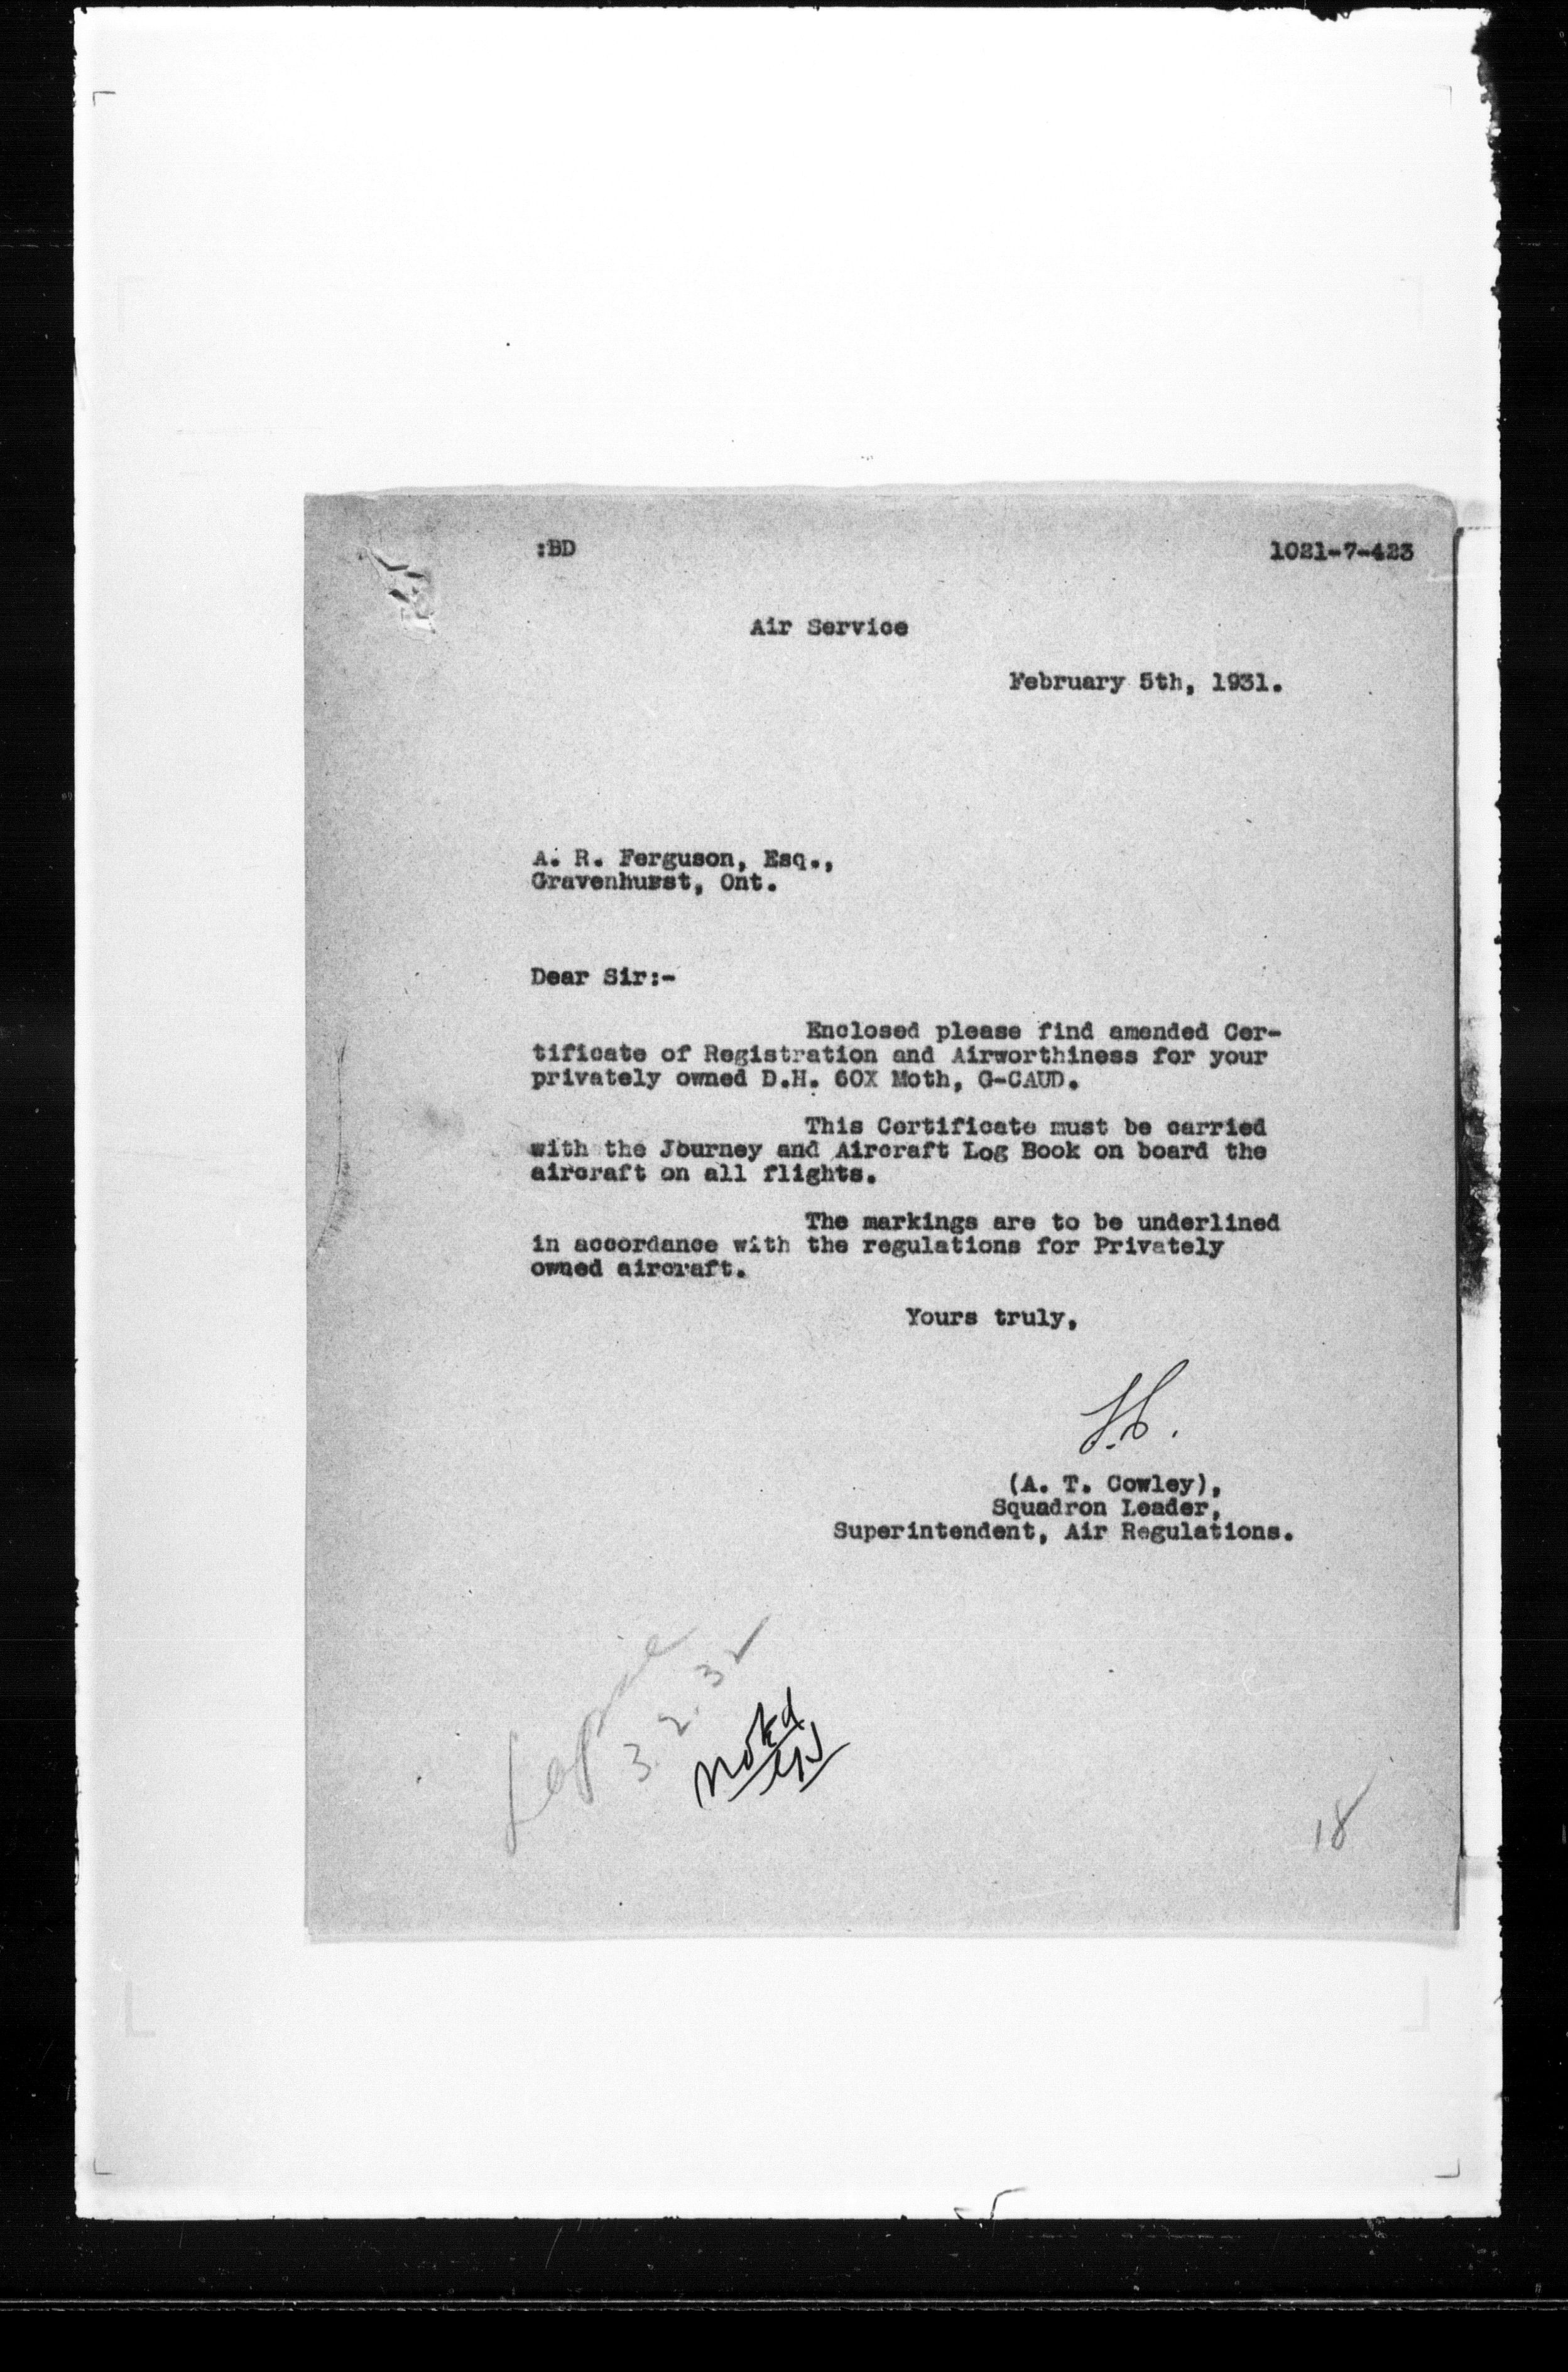 :BD 1021-7-423
Air Service
February 5th, 1931.
A. R. Ferguson, Esq.,
Gravenhurst, Ont.
Dear Sir:-
Enclosed please find amended Cer-
tificate of Registration and Airworthiness for your
privately owned D.H. 60X Moth, G-CAUD.
This Certificate must be carried
with the Journey and Aircraft Log Book on board the
aircraft on all flights.
The markings are to be underlined
in accordance with the regulations for Privately
owned aircraft.
Yours truly,
(A. T. Cowley),
Squadron Leader,
Superintendent, Air Regulations.
3.2.32
Noted
18